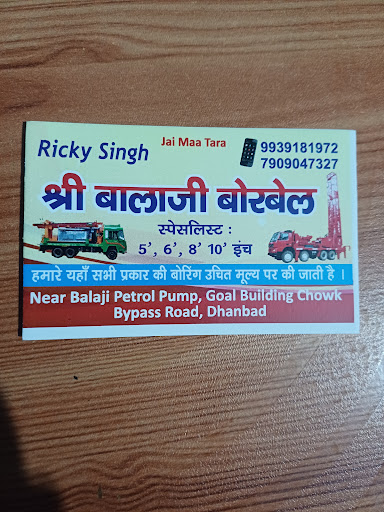 Jai Maa Tara
Ricky Singh
9939181972
7909047327
श्री बालाजी बोरबेल
स्पेसलिस्ट :
5', 6', 8' 10' इंच
हमारे यहाँ सभी प्रकार की बोरिंग उचित मूल्य पर की जाती है ।
Near Balaji Petrol Pump, Goal Building Chowk
Bypass Road, Dhanbad